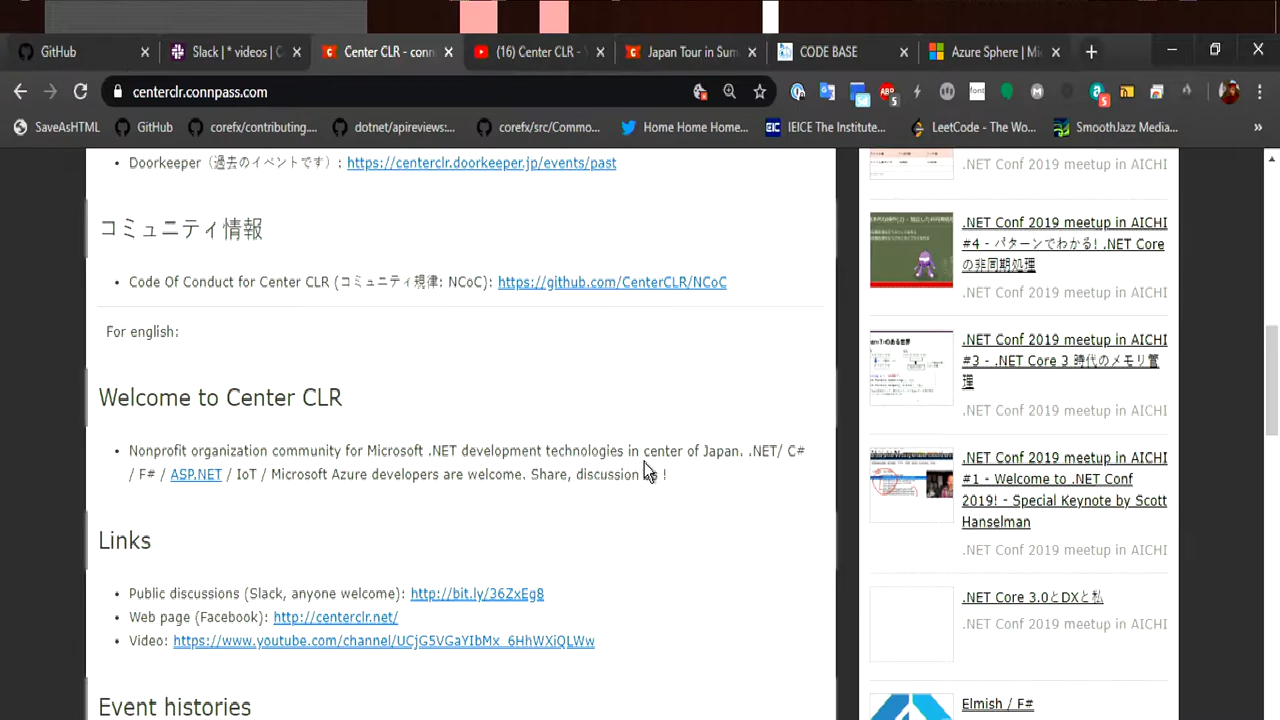 GitHub
Slack | * videos | C
Center CLR - conn
(16) Center CLR -
Japan Tour in Sum
CODE BASE
Azure Sphere | Mi
centerclr.connpass.com
SaveAsHTML
GitHub
corefx/contributing....
dotnet/apireviews:...
corefx/src/Commo...
Home Home Home...
IEICE The Institute...
LeetCode - The Wo...
SmoothJazz Media...
»
Doorkeeper（過去のイベントです）: https://centerclr.doorkeeper.jp/events/past
コミュニティ情報
Code Of Conduct for Center CLR (コミュニティ規律: NCoC): https://github.com/CenterCLR/NCoC
For english:
Welcome to Center CLR
Nonprofit organization community for Microsoft .NET development technologies in center of Japan. .NET/ C#
/ F# / ASP.NET / IoT / Microsoft Azure developers are welcome. Share, discussion !
Links
Public discussions (Slack, anyone welcome): http://bit.ly/36ZxEg8
Web page (Facebook): http://centerclr.net/
Video: https://www.youtube.com/channel/UCjG5VGaYIbMx_6HhWXiQLWw
Event histories
.NET Conf 2019 meetup in AICHI
.NET Conf 2019 meetup in AICHI
#4 - パターンでわかる! .NET Core
の非同期処理
.NET Conf 2019 meetup in AICHI
.NET Conf 2019 meetup in AICHI
#3 - .NET Core 3 時代のメモリ管
理
.NET Conf 2019 meetup in AICHI
.NET Conf 2019 meetup in AICHI
#1 - Welcome to .NET Conf
2019! - Special Keynote by Scott
Hanselman
.NET Conf 2019 meetup in AICHI
.NET Core 3.0とDXと私
.NET Conf 2019 meetup in AICHI
Elmish / F#